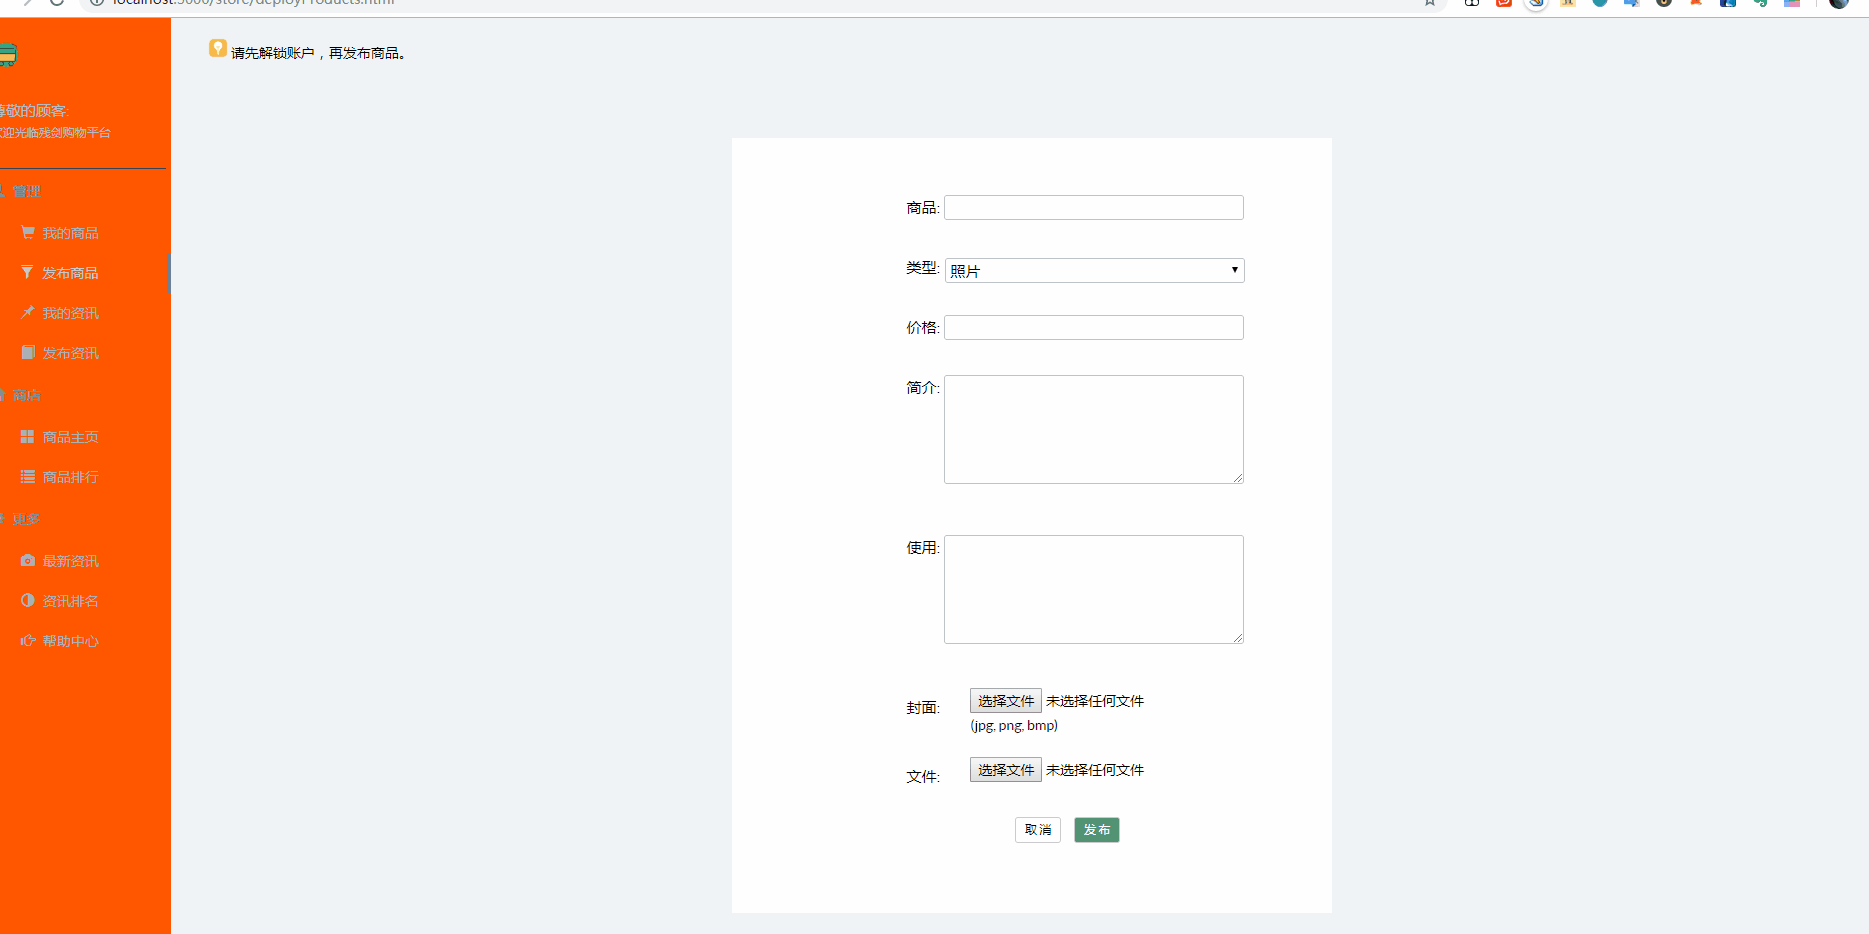 localhost:3000/store/deployProducts.html
请先解锁账户，再发布商品。
尊敬的顾客:
欢迎光临残剑购物平台
管理
我的商品
发布商品
我的资讯
发布资讯
商店
商品主页
商品排行
更多
最新资讯
资讯排名
帮助中心
商品:
类型: 照片
价格:
简介:
使用:
封面: 选择文件 未选择任何文件
(jpg, png, bmp)
文件: 选择文件 未选择任何文件
取消 发布